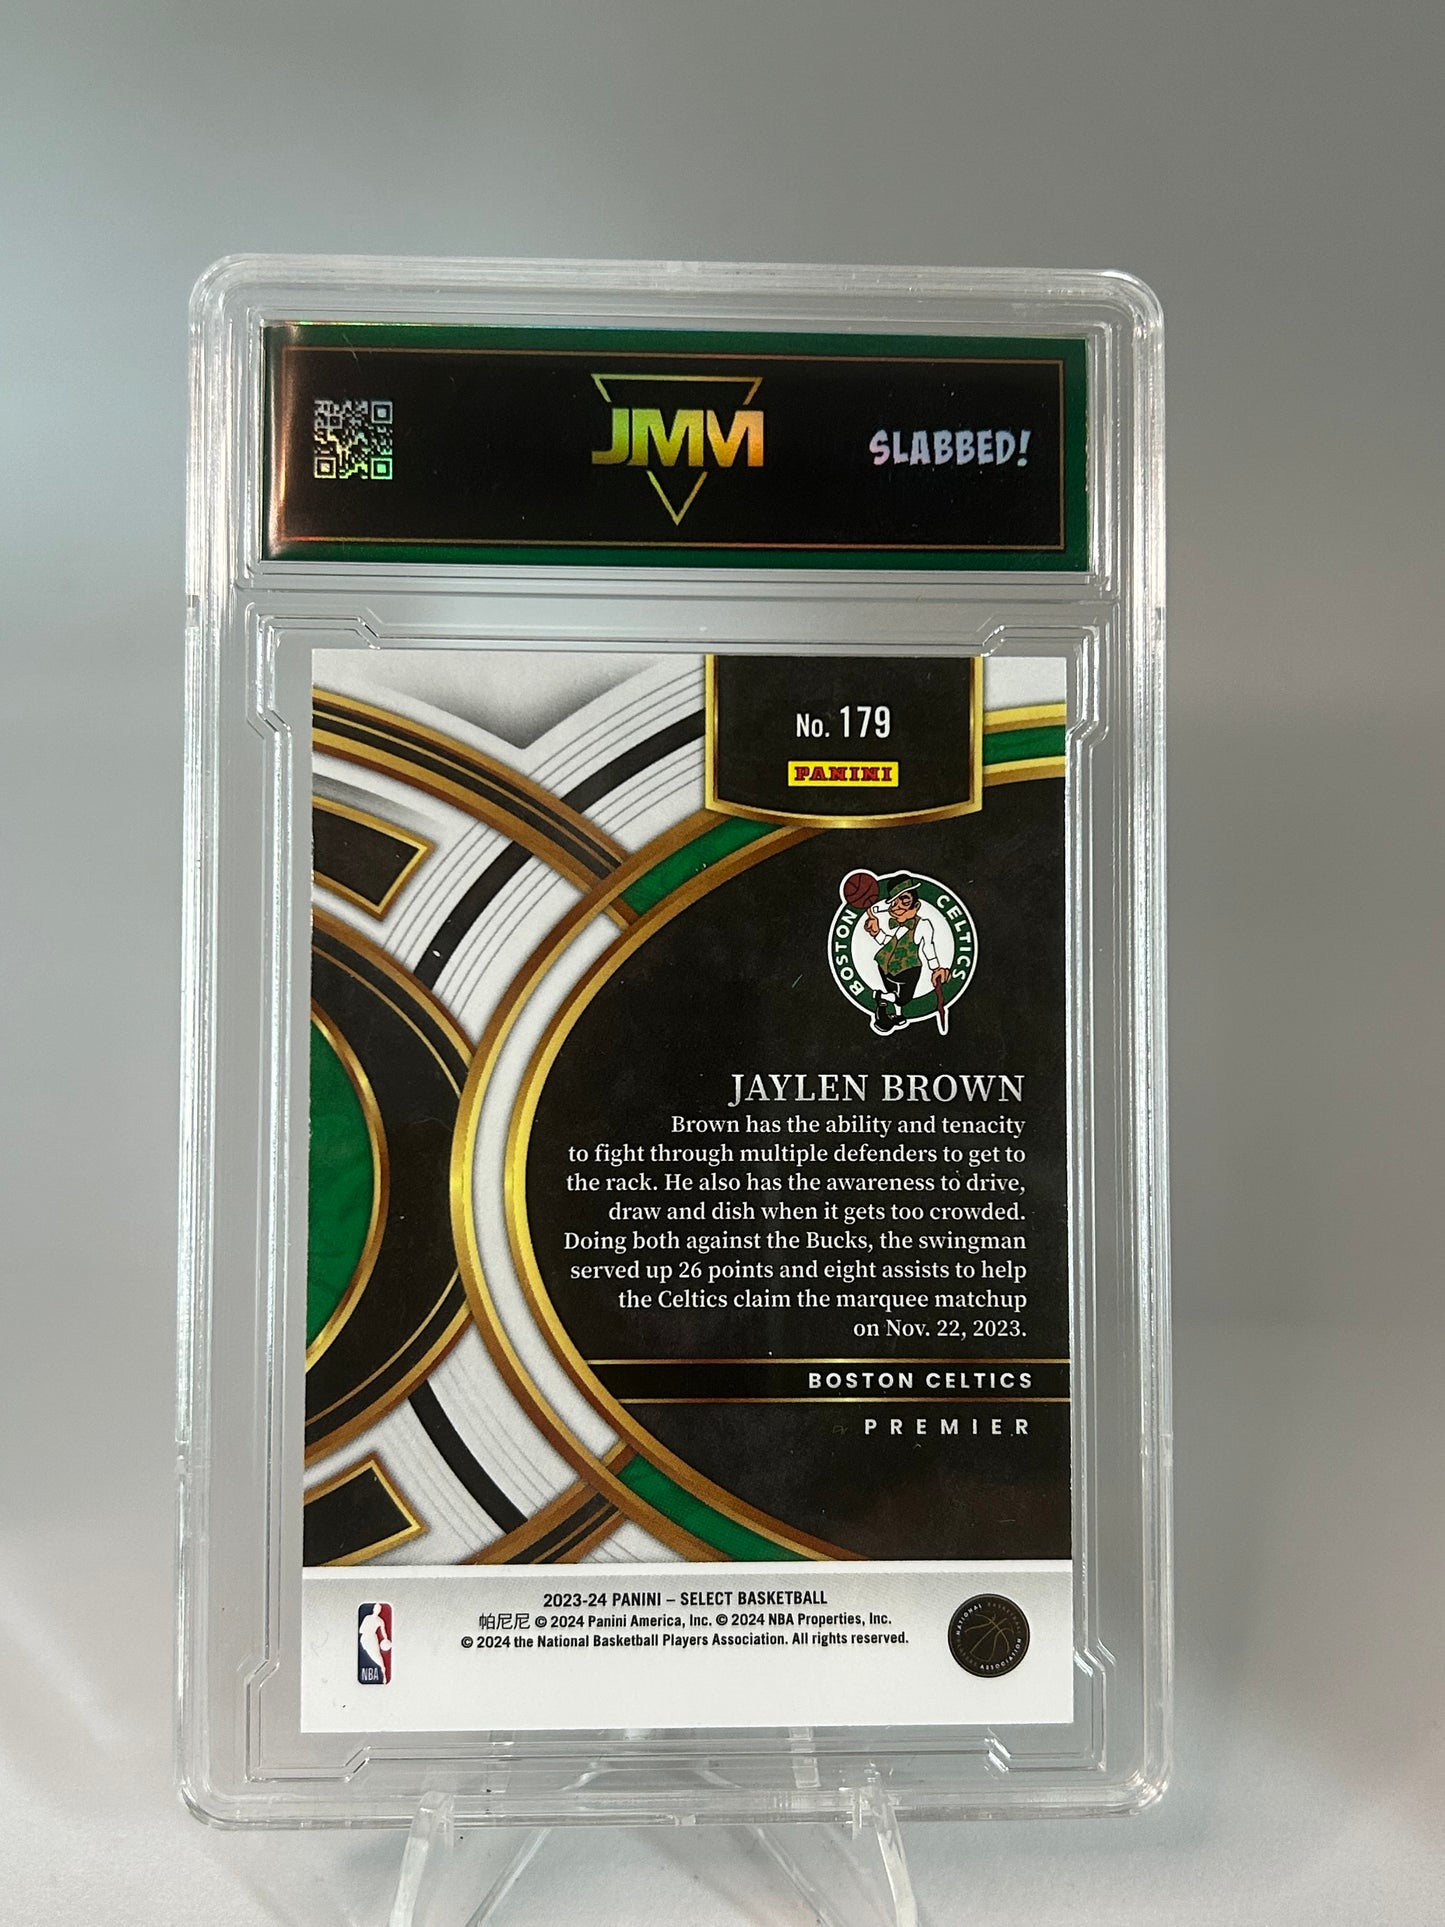 JMM
SLABBED!
No. 179
PANINI
BOSTON CELTICS
JAYLEN BROWN
Brown has the ability and tenacity
to fight through multiple defenders to get to
the rack. He also has the awareness to drive,
draw and dish when it gets too crowded.
Doing both against the Bucks, the swingman
served up 26 points and eight assists to help
the Celtics claim the marquee matchup
on Nov. 22, 2023.
BOSTON CELTICS
PREMIER
2023-24 PANINI – SELECT BASKETBALL
帕尼尼 © 2024 Panini America, Inc. © 2024 NBA Properties, Inc.
© 2024 the National Basketball Players Association. All rights reserved.
NBA
NATIONAL BASKETBALL
PLAYERS ASSOCIATION